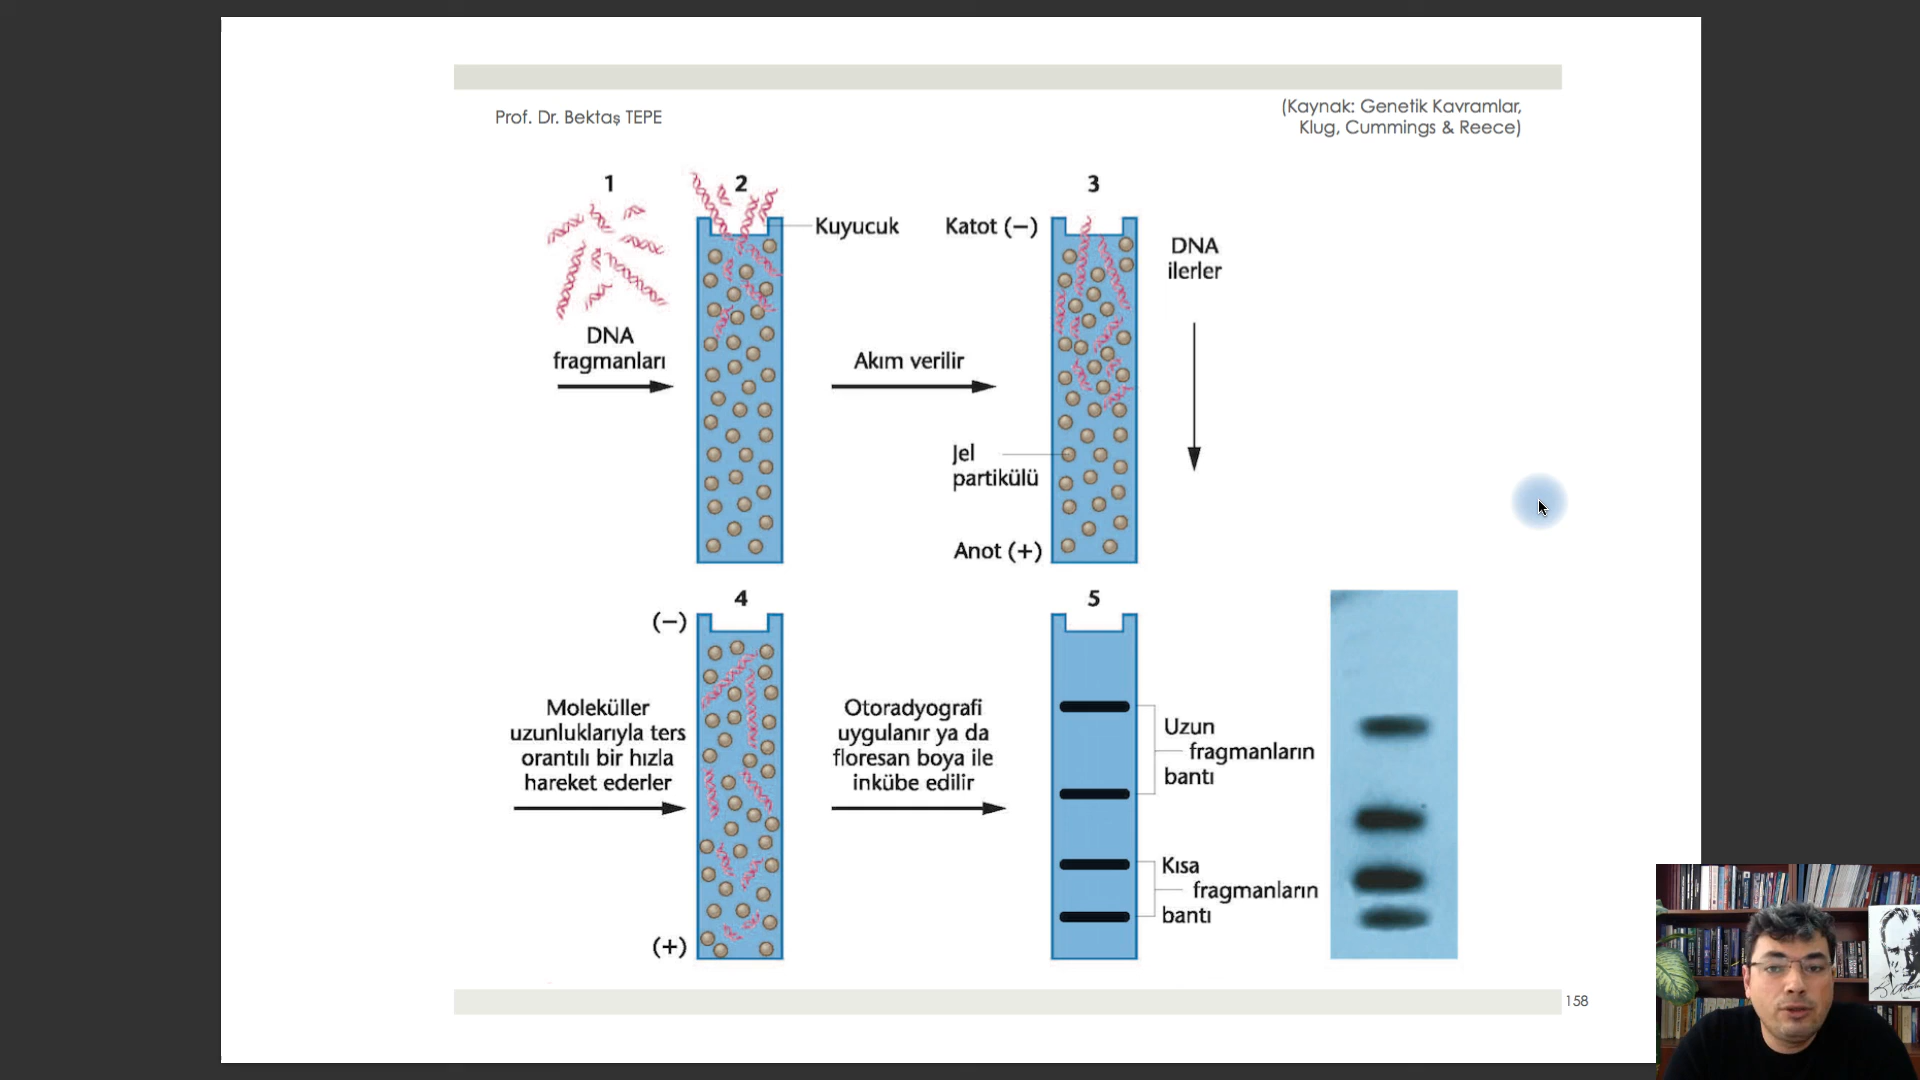 Prof. Dr. Bektaş TEPE
(Kaynak: Genetik Kavramlar,
Klug, Cummings & Reece)
1
2
3
Kuyucuk
Katot (−)
DNA
ilerler
DNA
fragmanları
Akım verilir
Jel
partikülü
Anot (+)
4
5
(−)
Moleküller
uzunluklarıyla ters
orantılı bir hızla
hareket ederler
Otoradyografi
uygulanır ya da
floresan boya ile
inkübe edilir
Uzun
fragmanların
bantı
Kısa
fragmanların
bantı
(+)
158